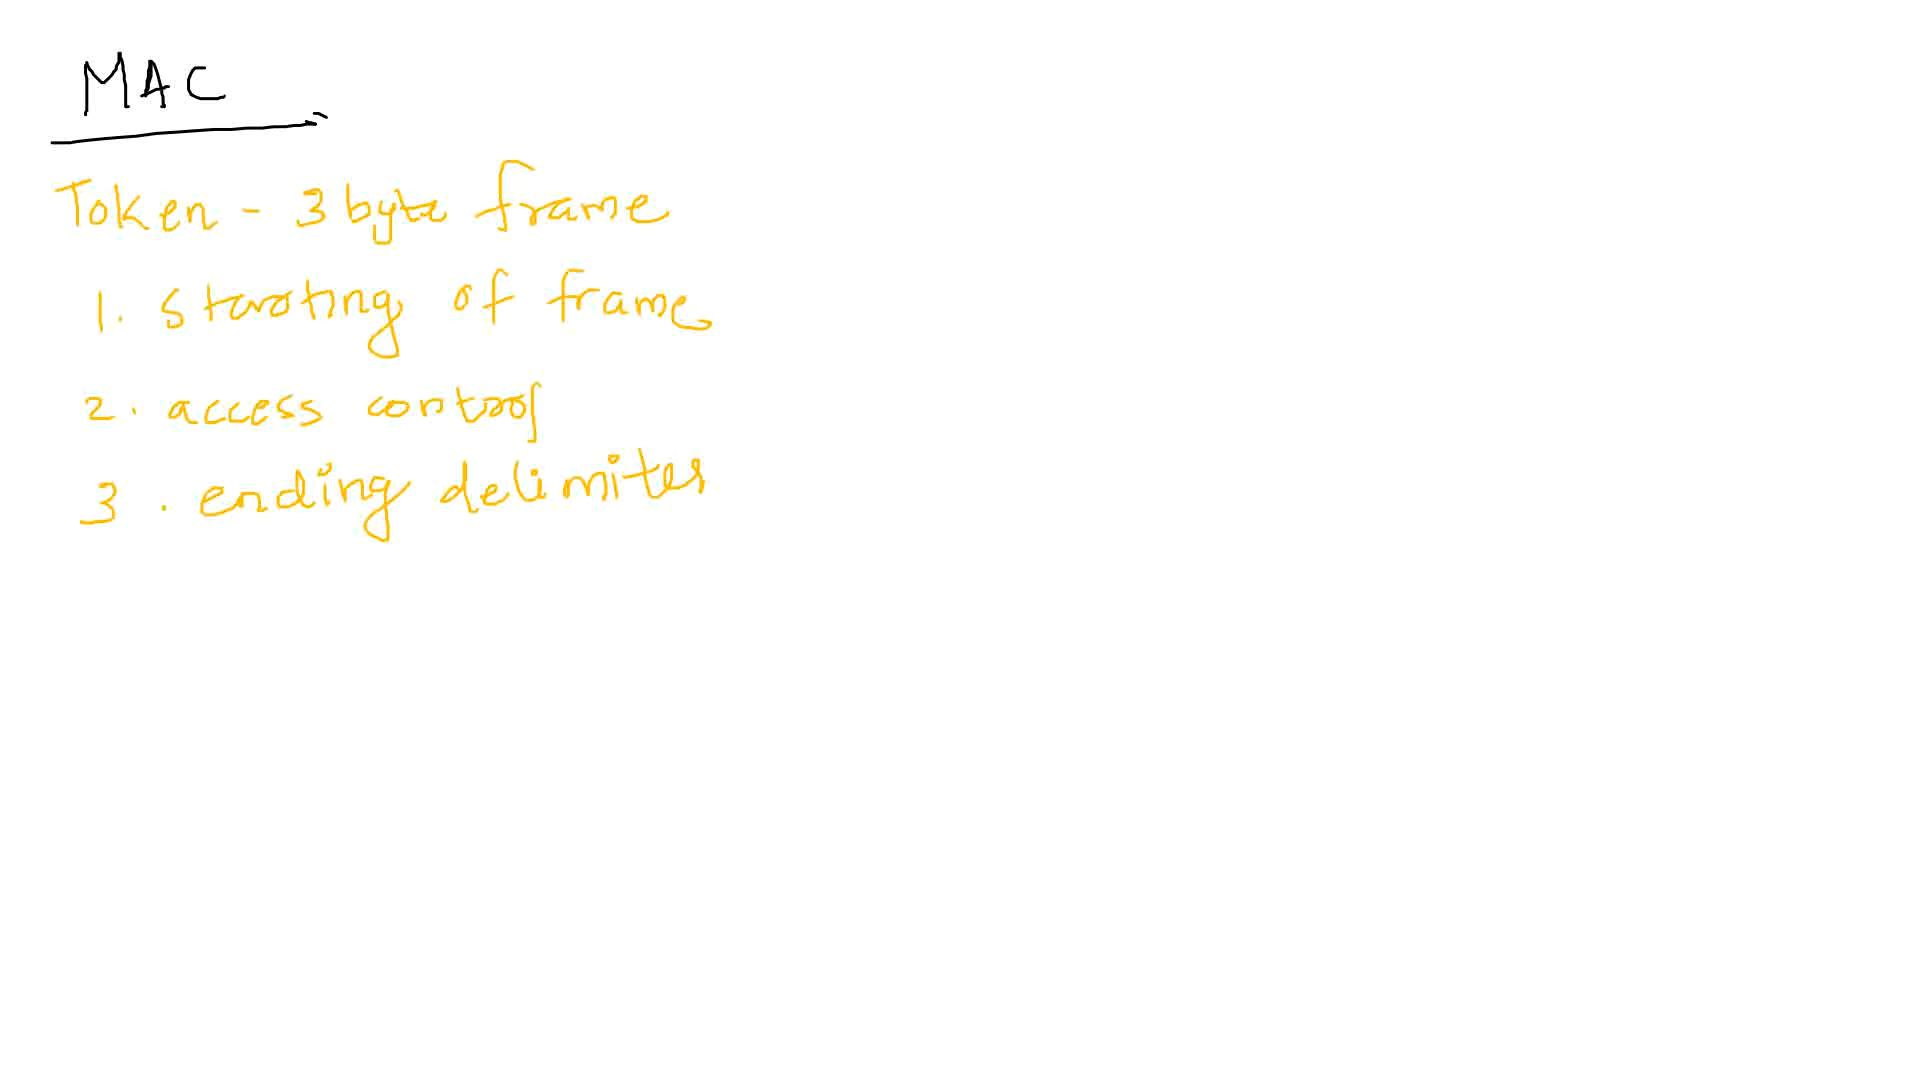 MAC
Token - 3 byte frame
1. starting of frame
2. access control
3. ending delimiter